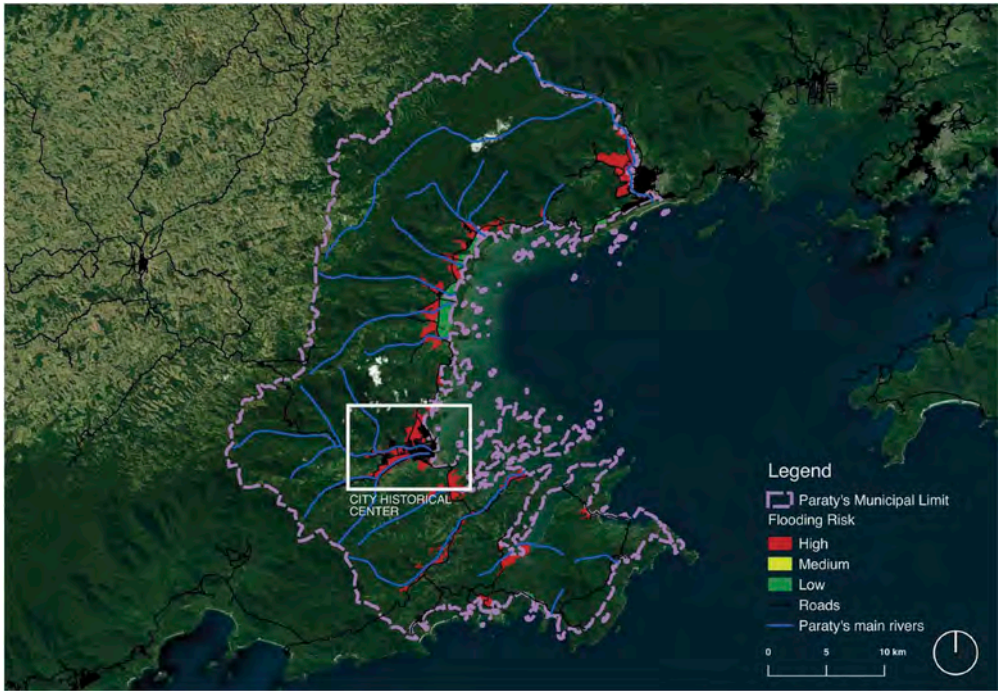 CITY HISTORICAL
CENTER
Legend
Paraty's Municipal Limit
Flooding Risk
High
Medium
Low
Roads
Paraty's main rivers
0 5 10 km